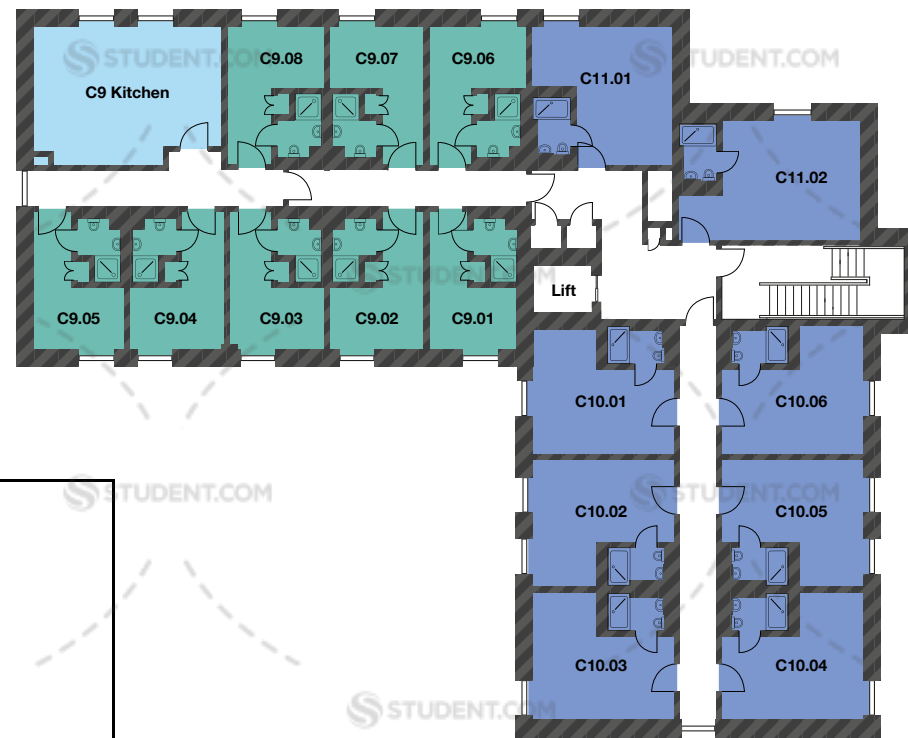 C9 Kitchen
C9.08
C9.07
C9.06
C11.01
C11.02
C9.05
C9.04
C9.03
C9.02
C9.01
Lift
C10.01
C10.06
C10.02
C10.05
C10.03
C10.04
STUDENT.COM
STUDENT.COM
STUDENT.COM
STUDENT.COM
STUDENT.COM
STUDENT.COM